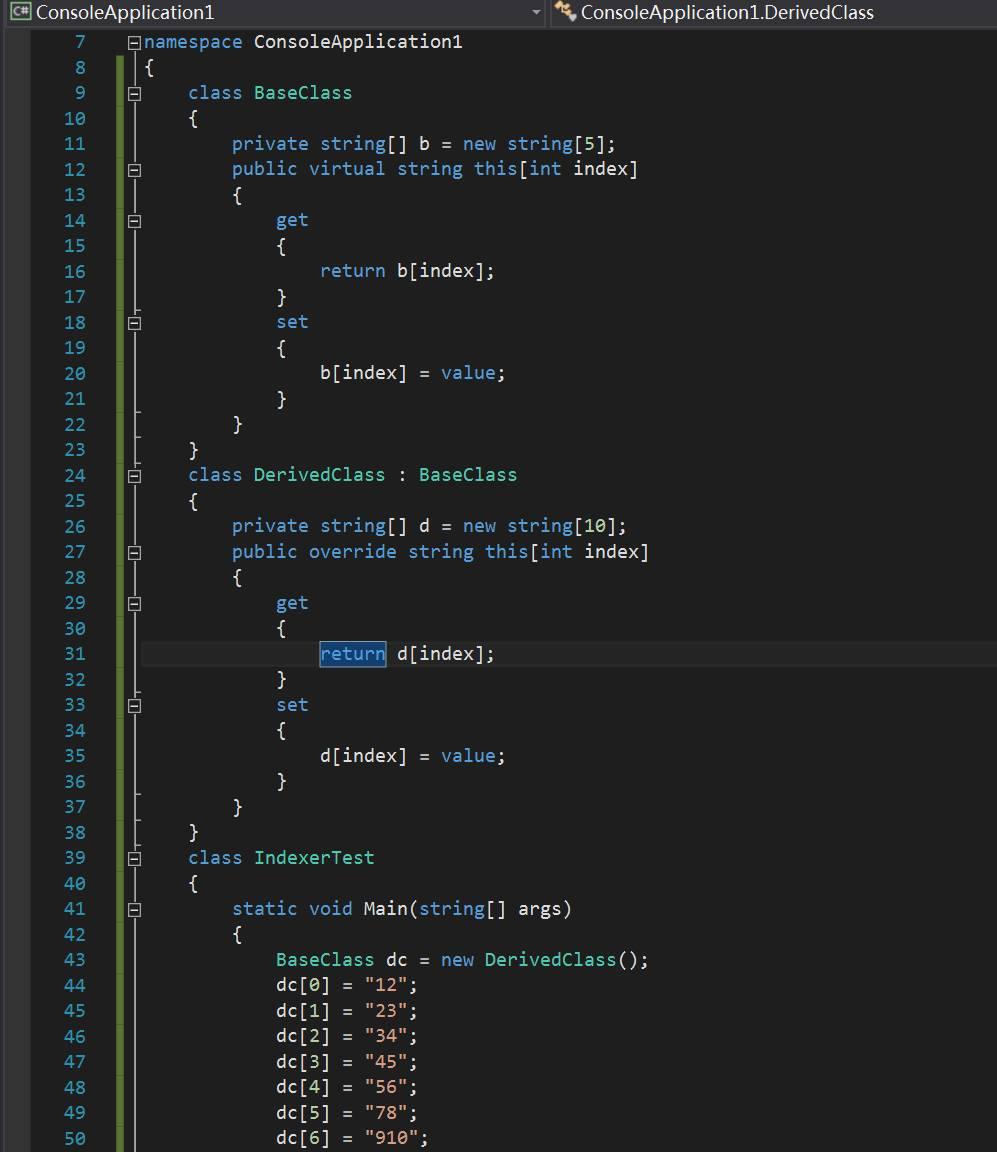 C# ConsoleApplication1 ConsoleApplication1.DerivedClass
7 namespace ConsoleApplication1
8 {
9 class BaseClass
10 {
11 private string[] b = new string[5];
12 public virtual string this[int index]
13 {
14 get
15 {
16 return b[index];
17 }
18 set
19 {
20 b[index] = value;
21 }
22 }
23 }
24 class DerivedClass : BaseClass
25 {
26 private string[] d = new string[10];
27 public override string this[int index]
28 {
29 get
30 {
31 return d[index];
32 }
33 set
34 {
35 d[index] = value;
36 }
37 }
38 }
39 class IndexerTest
40 {
41 static void Main(string[] args)
42 {
43 BaseClass dc = new DerivedClass();
44 dc[0] = "12";
45 dc[1] = "23";
46 dc[2] = "34";
47 dc[3] = "45";
48 dc[4] = "56";
49 dc[5] = "78";
50 dc[6] = "910";